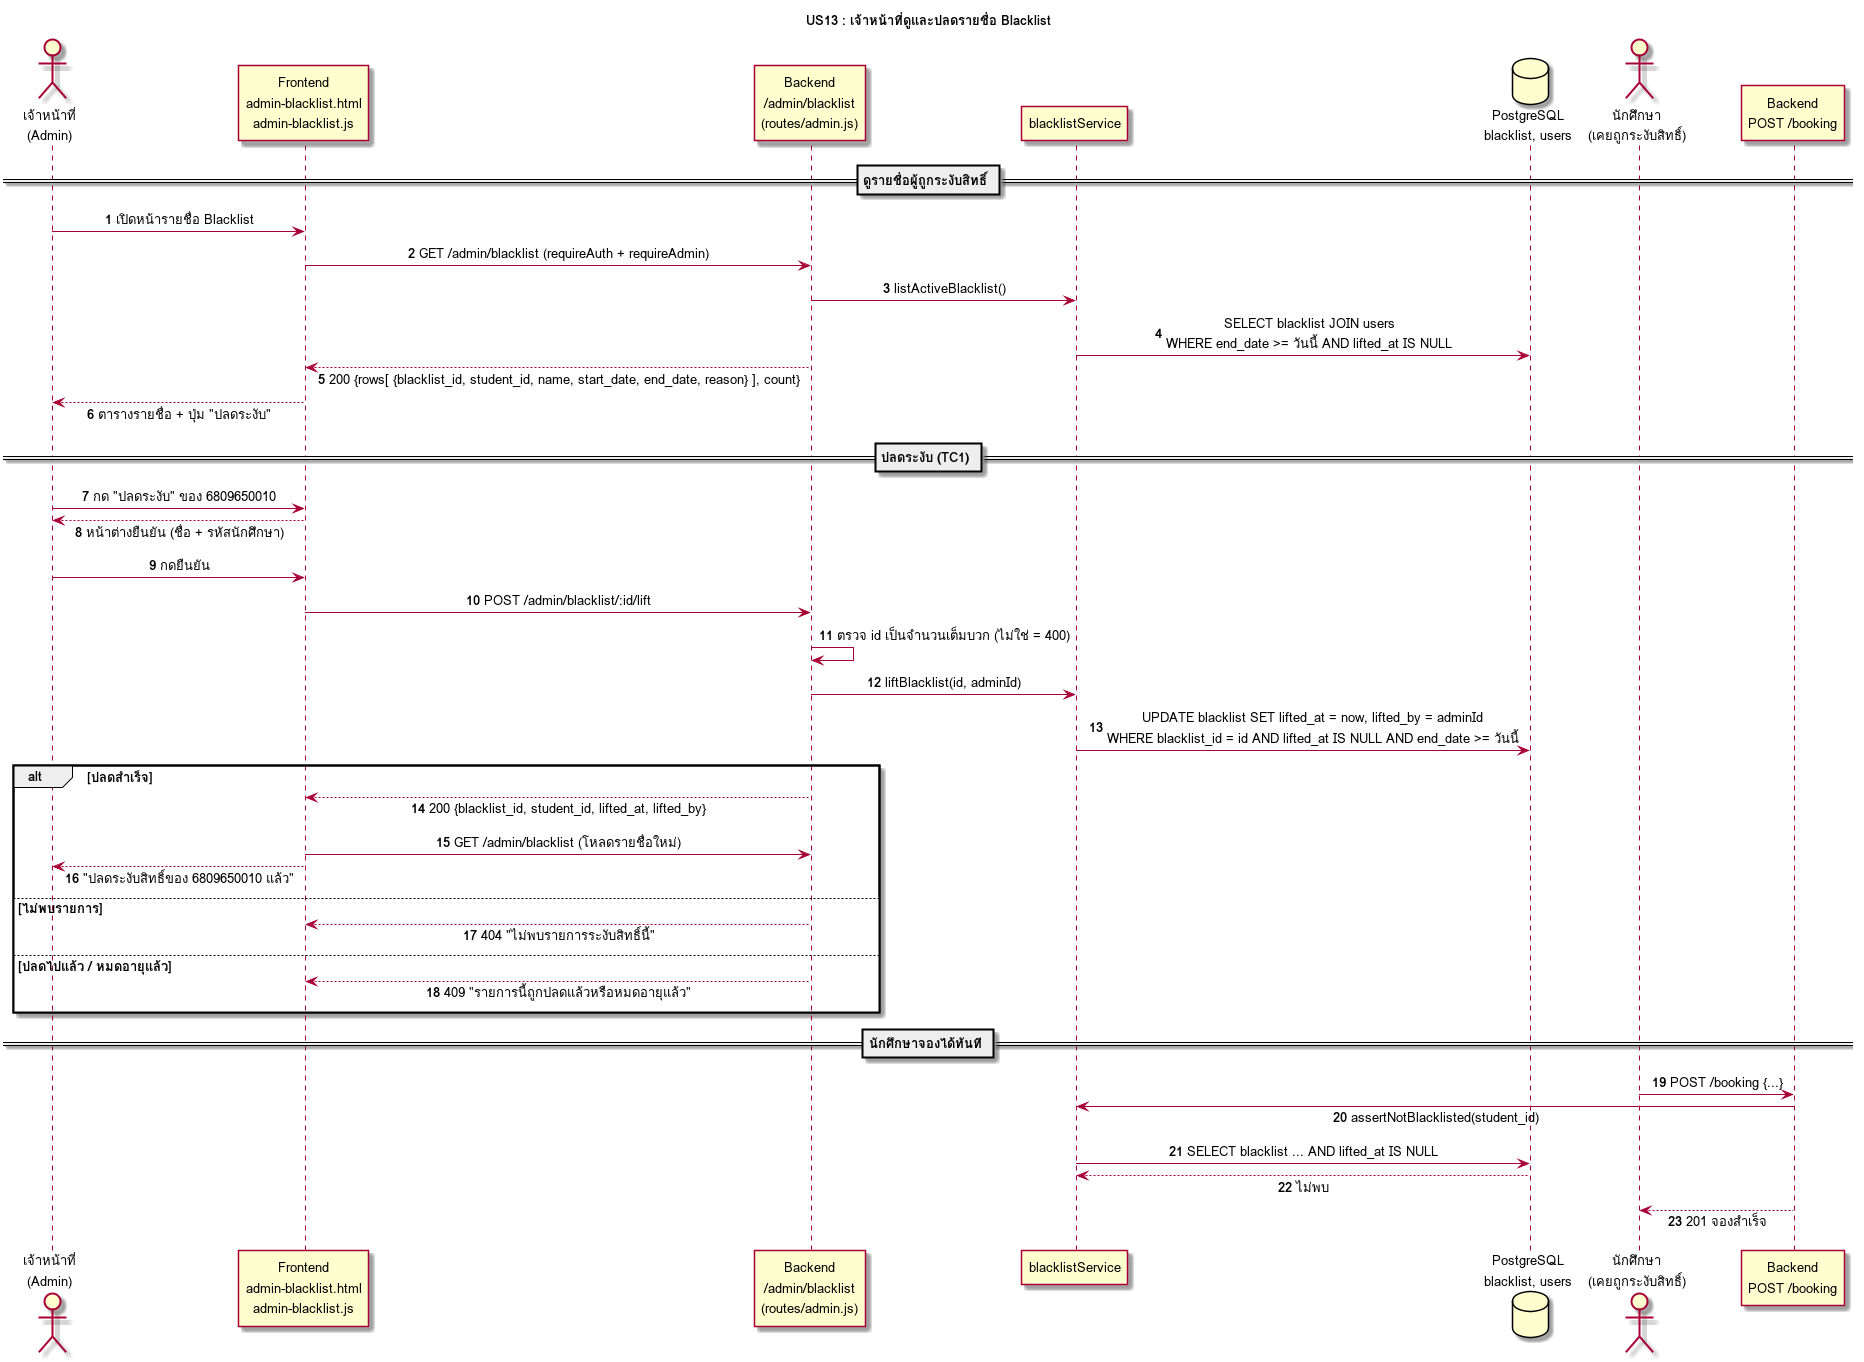 US13 : เจ้าหน้าที่ดูและปลดรายชื่อ Blacklist
เจ้าหน้าที่
(Admin)
Frontend
admin-blacklist.html
admin-blacklist.js
Backend
/admin/blacklist
(routes/admin.js)
blacklistService
PostgreSQL
blacklist, users
นักศึกษา
(เคยถูกระงับสิทธิ์)
Backend
POST /booking
ดูรายชื่อผู้ถูกระงับสิทธิ์
1 เปิดหน้ารายชื่อ Blacklist
2 GET /admin/blacklist (requireAuth + requireAdmin)
3 listActiveBlacklist()
4 SELECT blacklist JOIN users
WHERE end_date >= วันนี้ AND lifted_at IS NULL
5 200 {rows[ {blacklist_id, student_id, name, start_date, end_date, reason} ], count}
6 ตารางรายชื่อ + ปุ่ม "ปลดระงับ"
ปลดระงับ (TC1)
7 กด "ปลดระงับ" ของ 6809650010
8 หน้าต่างยืนยัน (ชื่อ + รหัสนักศึกษา)
9 กดยืนยัน
10 POST /admin/blacklist/:id/lift
11 ตรวจ id เป็นจำนวนเต็มบวก (ไม่ใช่ = 400)
12 liftBlacklist(id, adminId)
13 UPDATE blacklist SET lifted_at = now, lifted_by = adminId
WHERE blacklist_id = id AND lifted_at IS NULL AND end_date >= วันนี้
alt [ปลดสำเร็จ]
14 200 {blacklist_id, student_id, lifted_at, lifted_by}
15 GET /admin/blacklist (โหลดรายชื่อใหม่)
16 "ปลดระงับสิทธิ์ของ 6809650010 แล้ว"
[ไม่พบรายการ]
17 404 "ไม่พบรายการระงับสิทธิ์นี้"
[ปลดไปแล้ว / หมดอายุแล้ว]
18 409 "รายการนี้ถูกปลดแล้วหรือหมดอายุแล้ว"
นักศึกษาจองได้ทันที
19 POST /booking {...}
20 assertNotBlacklisted(student_id)
21 SELECT blacklist ... AND lifted_at IS NULL
22 ไม่พบ
23 201 จองสำเร็จ
เจ้าหน้าที่
(Admin)
Frontend
admin-blacklist.html
admin-blacklist.js
Backend
/admin/blacklist
(routes/admin.js)
blacklistService
PostgreSQL
blacklist, users
นักศึกษา
(เคยถูกระงับสิทธิ์)
Backend
POST /booking